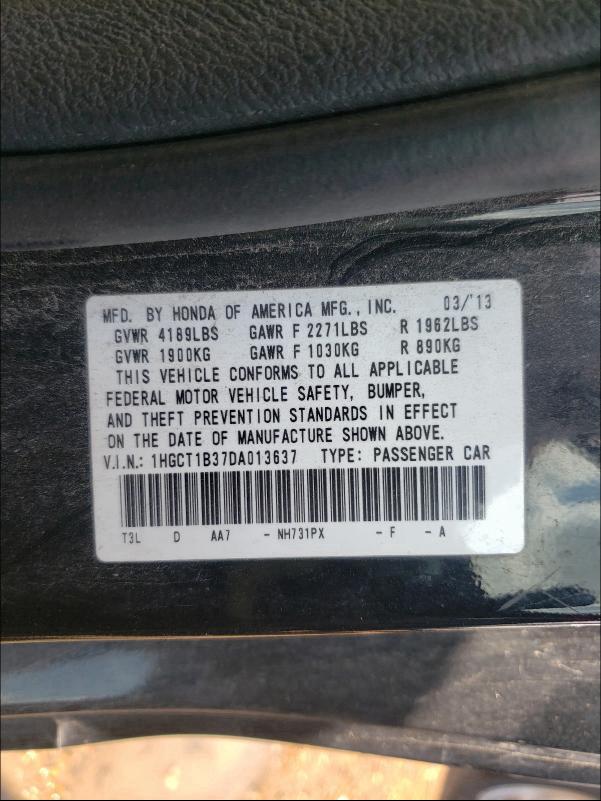 MFD. BY HONDA OF AMERICA MFG., INC. 03/'13
GVWR 4189LBS GAWR F 2271LBS R 1962LBS
GVWR 1900KG GAWR F 1030KG R 890KG
THIS VEHICLE CONFORMS TO ALL APPLICABLE
FEDERAL MOTOR VEHICLE SAFETY, BUMPER,
AND THEFT PREVENTION STANDARDS IN EFFECT
ON THE DATE OF MANUFACTURE SHOWN ABOVE.
V.I.N.: 1HGCT1B37DA013637 TYPE: PASSENGER CAR
T3L D AA7 - NH731PX - F - A